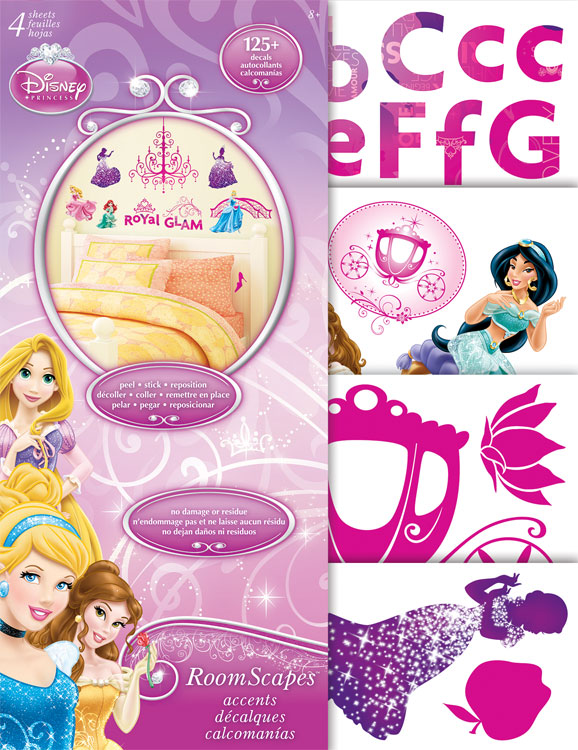 4 sheets
feuilles
hojas
8+
125+
decals
autocollants
calcomanías
Disney
PRINCESS
ROYAL GLAM
peel • stick • reposition
décoller • coller • remettre en place
pelar • pegar • reposicionar
no damage or residue
n'endommage pas et ne laisse aucun résidu
no dejan daños ni residuos
RoomScapes™
accents
décalques
calcomanías
C c c
e F f G